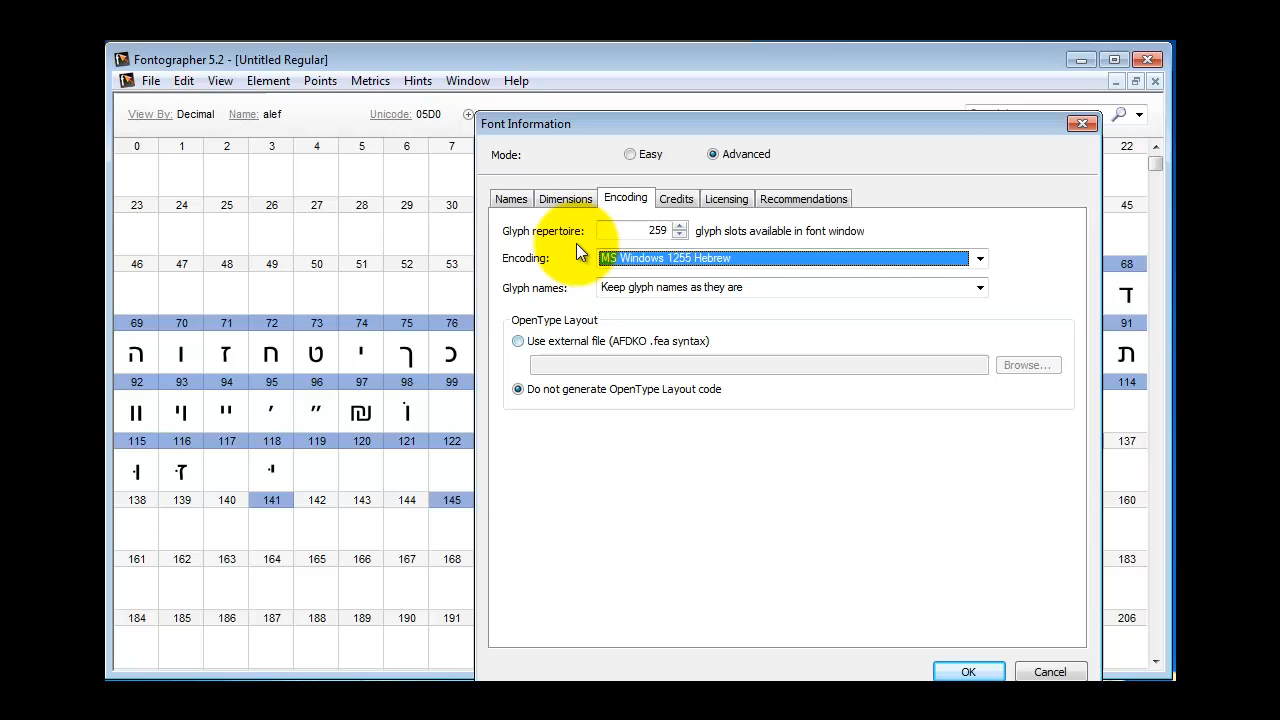 Fontographer 5.2 - [Untitled Regular]
File Edit View Element Points Metrics Hints Window Help
View By: Decimal Name: alef Unicode: 05D0
Font Information
Mode: Easy Advanced
Names Dimensions Encoding Credits Licensing Recommendations
Glyph repertoire: 259 glyph slots available in font window
Encoding: MS Windows 1255 Hebrew
Glyph names: Keep glyph names as they are
OpenType Layout
Use external file (AFDKO .fea syntax)
Browse...
Do not generate OpenType Layout code
OK Cancel
0 1 2 3 4 5 6 7 22
23 24 25 26 27 28 29 30 45
46 47 48 49 50 51 52 53 68
ד
69 70 71 72 73 74 75 76 91
ה ו ז ח ט י ך כ ת
92 93 94 95 96 97 98 99 114
װ ױ ײ ׳ ״ ₪ וֹ
115 116 117 118 119 120 121 122 137
וּ זּ יּ
138 139 140 141 142 143 144 145 160
161 162 163 164 165 166 167 168 183
184 185 186 187 188 189 190 191 206